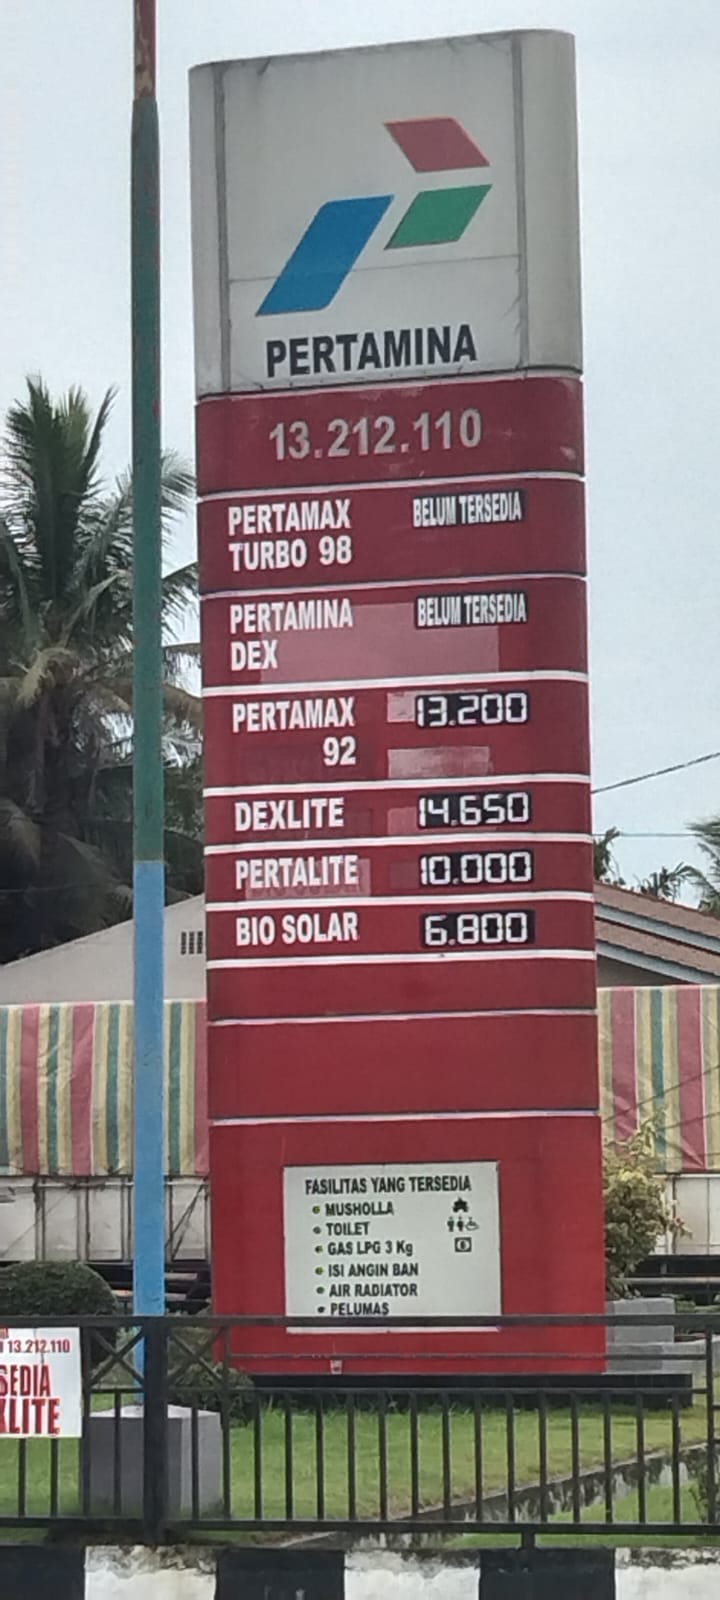 PERTAMINA
13.212.110
PERTAMAX BELUM TERSEDIA
TURBO 98
PERTAMINA BELUM TERSEDIA
DEX
PERTAMAX 13.200
92
DEXLITE 14.650
PERTALITE 10.000
BIO SOLAR 6.800
FASILITAS YANG TERSEDIA
MUSHOLLA
TOILET
GAS LPG 3 Kg
ISI ANGIN BAN
AIR RADIATOR
PELUMAS
13.212.110
SEDIA
LITE